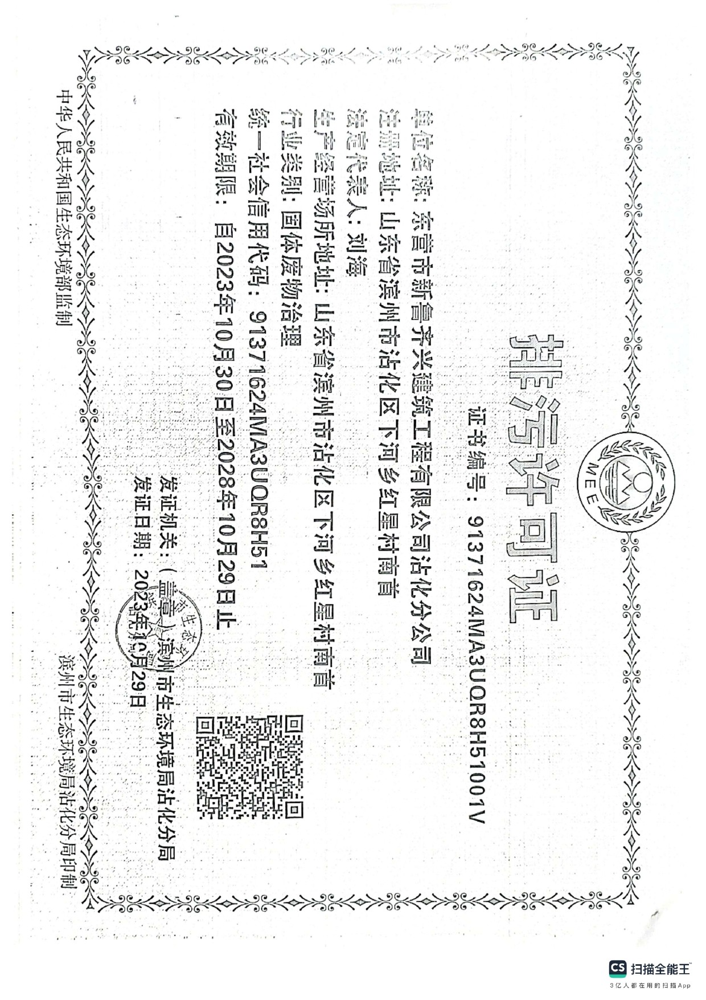 MEE
排污许可证
证书编号：91371624MA3UQR8H51001V
单位名称：东营市新鲁齐兴建筑工程有限公司沾化分公司
注册地址：山东省滨州市沾化区下河乡红星村南首
法定代表人：刘海
生产经营场所地址：山东省滨州市沾化区下河乡红星村南首
行业类别：固体废物治理
统一社会信用代码：91371624MA3UQR8H51
有效期限：自2023年10月30日至2028年10月29日止
发证机关：（盖章）滨州市生态环境局沾化分局
发证日期：2023年10月29日
中华人民共和国生态环境部监制
滨州市生态环境局沾化分局印制
CS 扫描全能王
3亿人都在用的扫描App